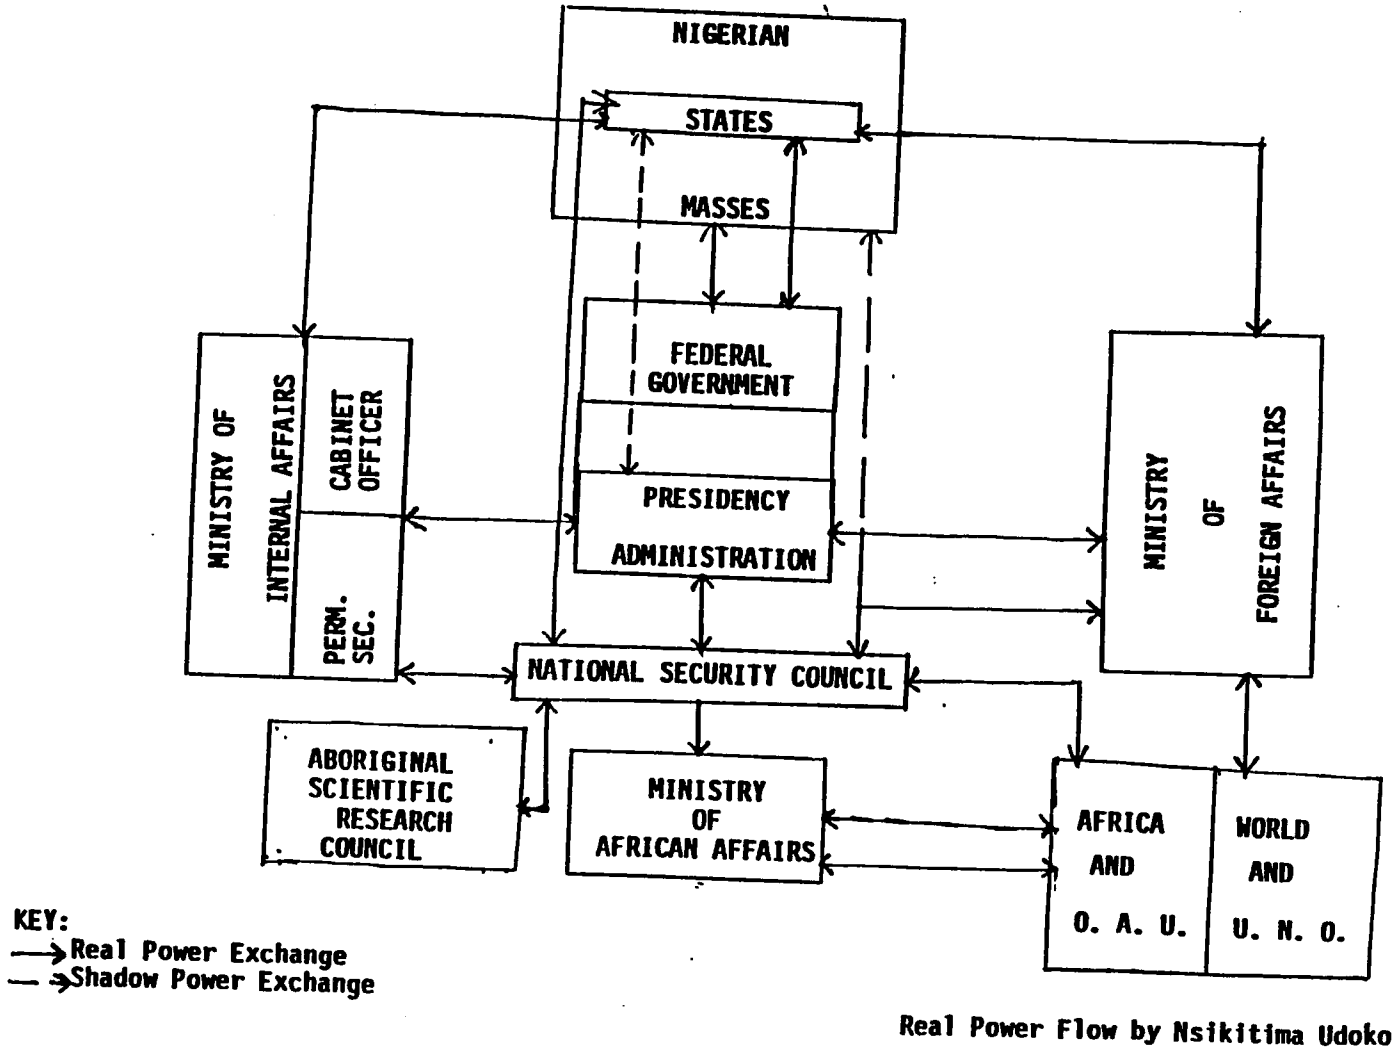 NIGERIAN
STATES
MASSES
FEDERAL
GOVERNMENT
PRESIDENCY
ADMINISTRATION
MINISTRY OF
INTERNAL AFFAIRS
CABINET
OFFICER
PERM.
SEC.
MINISTRY
OF
FOREIGN AFFAIRS
NATIONAL SECURITY COUNCIL
ABORIGINAL
SCIENTIFIC
RESEARCH
COUNCIL
MINISTRY
OF
AFRICAN AFFAIRS
AFRICA
AND
O. A. U.
WORLD
AND
U. N. O.
KEY:
Real Power Exchange
Shadow Power Exchange
Real Power Flow by Nsikitima Udoko